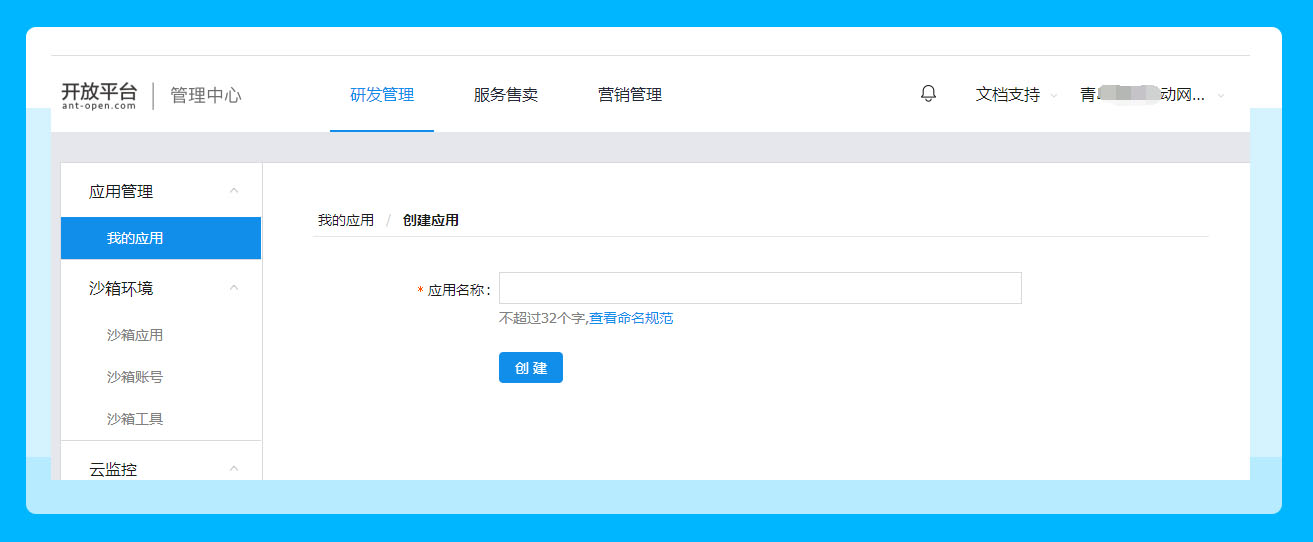 开放平台 管理中心 研发管理 服务售卖 营销管理 文档支持 青 动网...
ant-open.com
应用管理
我的应用 / 创建应用
我的应用
沙箱环境
* 应用名称:
不超过32个字,查看命名规范
沙箱应用
创 建
沙箱账号
沙箱工具
云监控